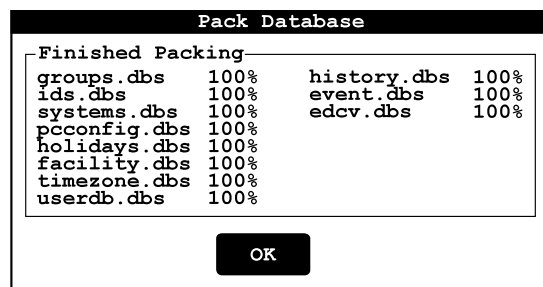 Pack Database
Finished Packing
groups.dbs 100% history.dbs 100%
ids.dbs 100% event.dbs 100%
systems.dbs 100% edcv.dbs 100%
pcconfig.dbs 100%
holidays.dbs 100%
facility.dbs 100%
timezone.dbs 100%
userdb.dbs 100%
OK